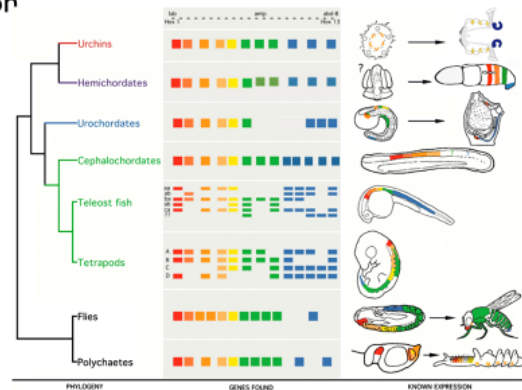 lab amp abd-B
Hox 1 Hox 13
Urchins
?
Hemichordates
Urochordates
Cephalochordates
Teleost fish
A
B
C
D
Tetrapods
Flies
Polychaetes
PHYLOGENY GENES FOUND KNOWN EXPRESSION